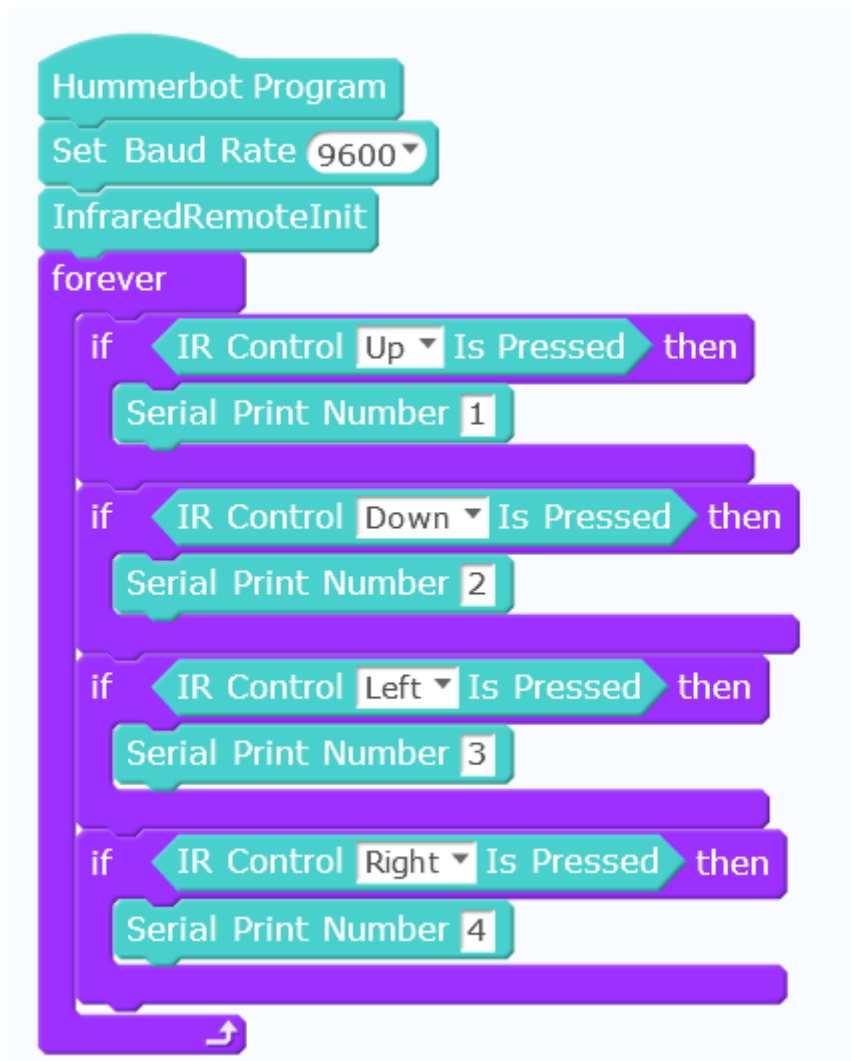 Hummerbot Program
Set Baud Rate 9600
InfraredRemoteInit
forever
if IR Control Up Is Pressed then
Serial Print Number 1
if IR Control Down Is Pressed then
Serial Print Number 2
if IR Control Left Is Pressed then
Serial Print Number 3
if IR Control Right Is Pressed then
Serial Print Number 4